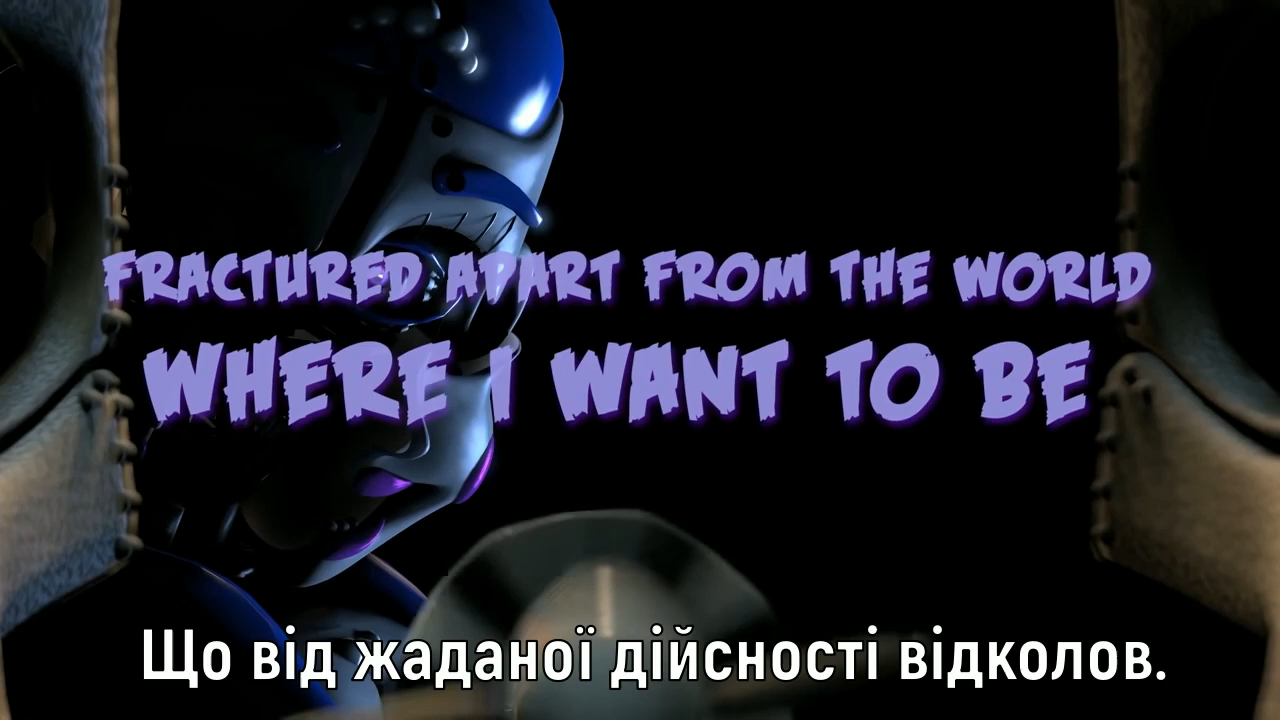 FRACTURED APART FROM THE WORLD
WHERE I WANT TO BE
Що від жаданої дійсності відколов.